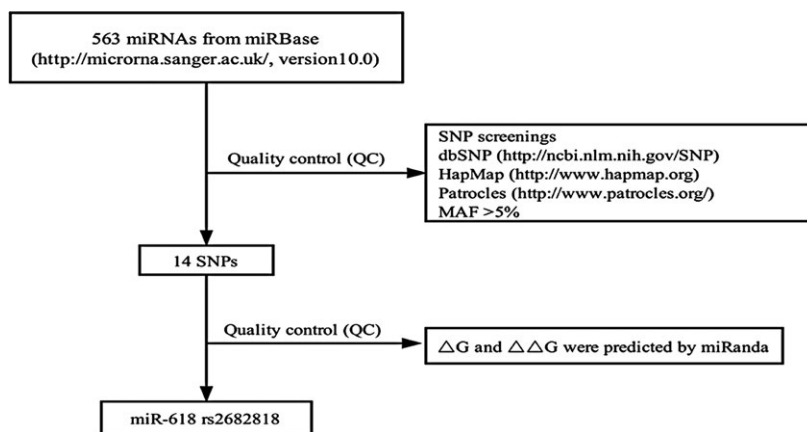 563 miRNAs from miRBase
(http://microrna.sanger.ac.uk/, version10.0)
Quality control (QC)
SNP screenings
dbSNP (http://ncbi.nlm.nih.gov/SNP)
HapMap (http://www.hapmap.org)
Patrocles (http://www.patrocles.org/)
MAF >5%
14 SNPs
Quality control (QC)
△G and △△G were predicted by miRanda
miR-618 rs2682818